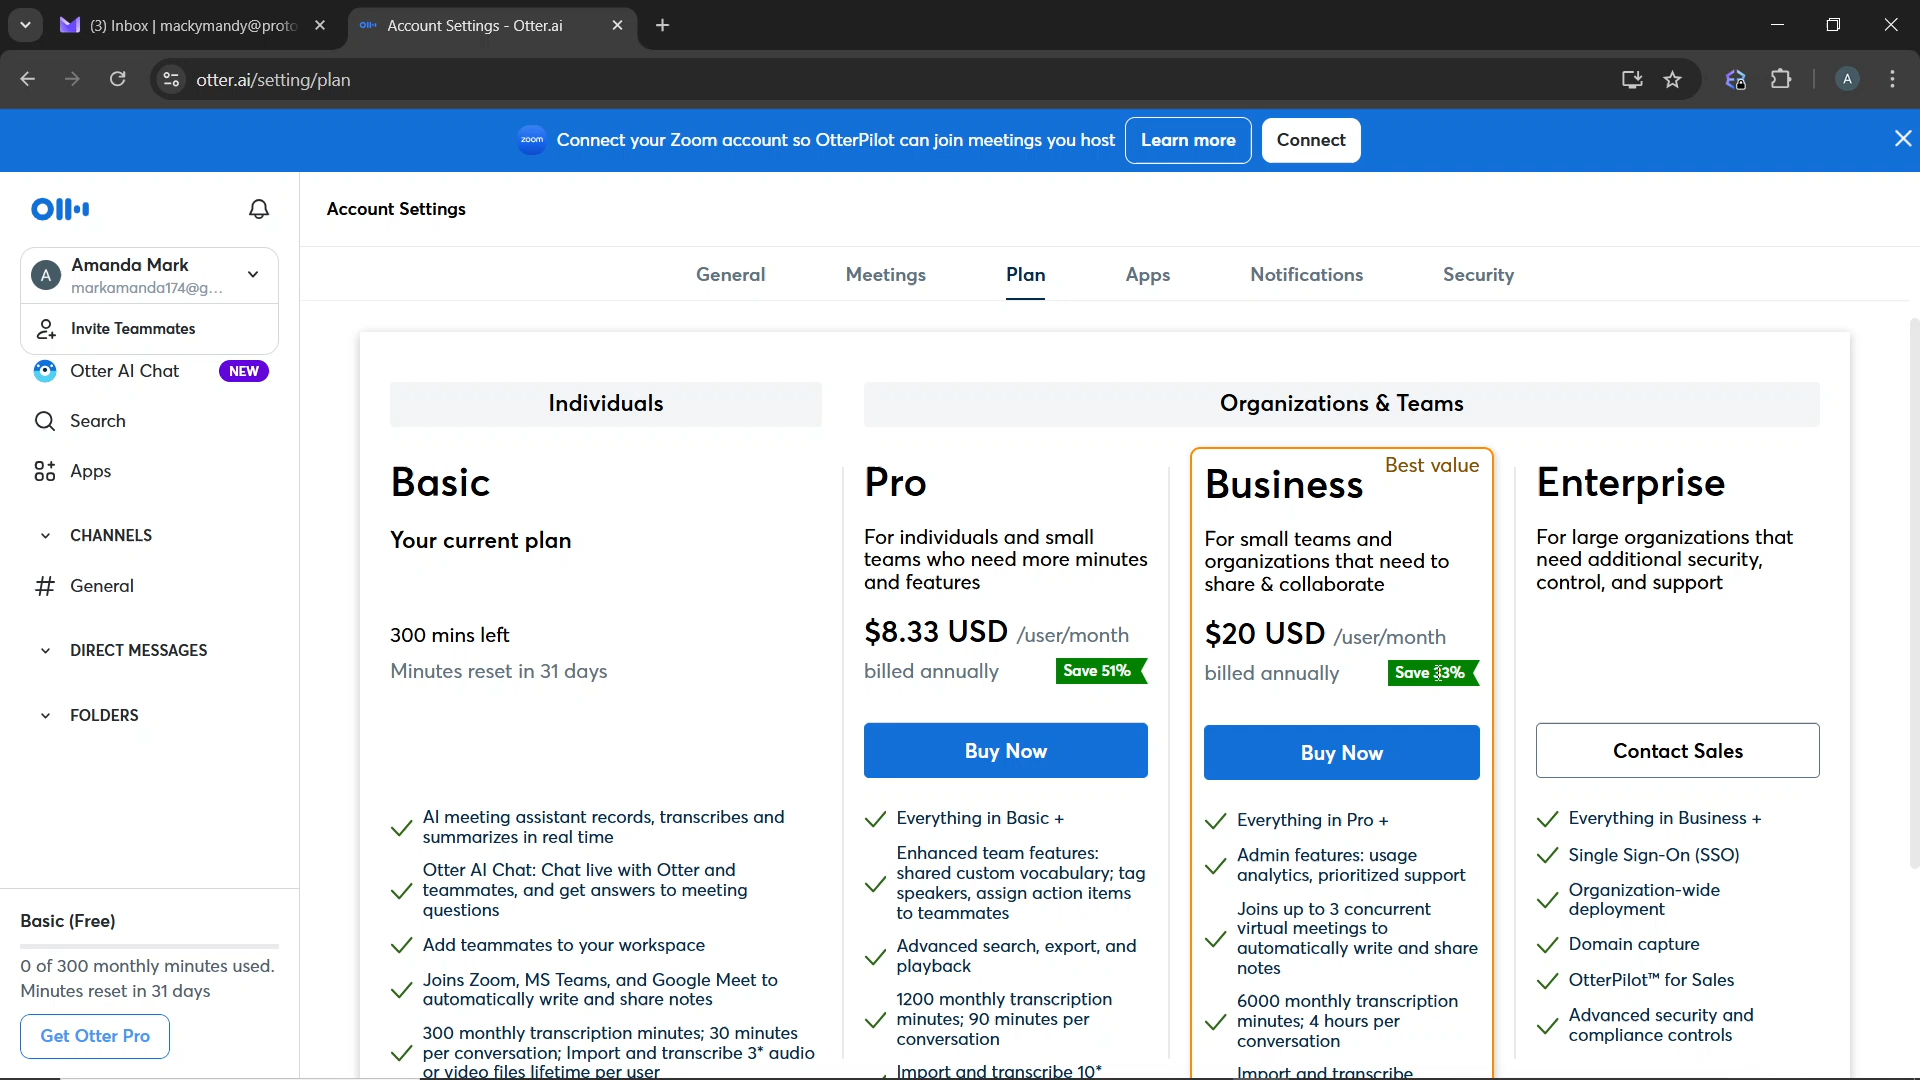 (3) Inbox | mackymandy@proto
Account Settings - Otter.ai
otter.ai/setting/plan
A
zoom
Connect your Zoom account so OtterPilot can join meetings you host
Learn more
Connect
Account Settings
A
Amanda Mark
markamanda174@g...
Invite Teammates
Otter AI Chat
NEW
Search
Apps
CHANNELS
General
DIRECT MESSAGES
FOLDERS
Basic (Free)
0 of 300 monthly minutes used.
Minutes reset in 31 days
Get Otter Pro
General
Meetings
Plan
Apps
Notifications
Security
Individuals
Organizations & Teams
Basic
Your current plan
300 mins left
Minutes reset in 31 days
AI meeting assistant records, transcribes and
summarizes in real time
Otter AI Chat: Chat live with Otter and
teammates, and get answers to meeting
questions
Add teammates to your workspace
Joins Zoom, MS Teams, and Google Meet to
automatically write and share notes
300 monthly transcription minutes; 30 minutes
per conversation; Import and transcribe 3* audio
or video files lifetime per user
Pro
For individuals and small
teams who need more minutes
and features
$8.33 USD /user/month
billed annually
Save 51%
Buy Now
Everything in Basic +
Enhanced team features:
shared custom vocabulary; tag
speakers, assign action items
to teammates
Advanced search, export, and
playback
1200 monthly transcription
minutes; 90 minutes per
conversation
Import and transcribe 10*
Best value
Business
For small teams and
organizations that need to
share & collaborate
$20 USD /user/month
billed annually
Save 33%
Buy Now
Everything in Pro +
Admin features: usage
analytics, prioritized support
Joins up to 3 concurrent
virtual meetings to
automatically write and share
notes
6000 monthly transcription
minutes; 4 hours per
conversation
Import and transcribe
Enterprise
For large organizations that
need additional security,
control, and support
Contact Sales
Everything in Business +
Single Sign-On (SSO)
Organization-wide
deployment
Domain capture
OtterPilot™ for Sales
Advanced security and
compliance controls